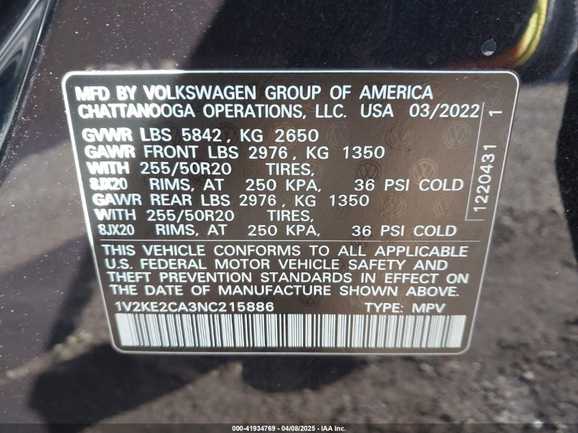 MFD BY VOLKSWAGEN GROUP OF AMERICA
CHATTANOOGA OPERATIONS, LLC. USA 03/2022
GVWR LBS 5842, KG 2650
GAWR FRONT LBS 2976, KG 1350
WITH 255/50R20 TIRES,
8JX20 RIMS, AT 250 KPA, 36 PSI COLD
GAWR REAR LBS 2976, KG 1350
WITH 255/50R20 TIRES,
8JX20 RIMS, AT 250 KPA, 36 PSI COLD
THIS VEHICLE CONFORMS TO ALL APPLICABLE
U.S. FEDERAL MOTOR VEHICLE SAFETY AND
THEFT PREVENTION STANDARDS IN EFFECT ON
THE DATE OF MANUFACTURE SHOWN ABOVE.
1V2KE2CA3NC215886 TYPE: MPV
1220431 1
000-41934769 - 04/08/2025 - IAA Inc.